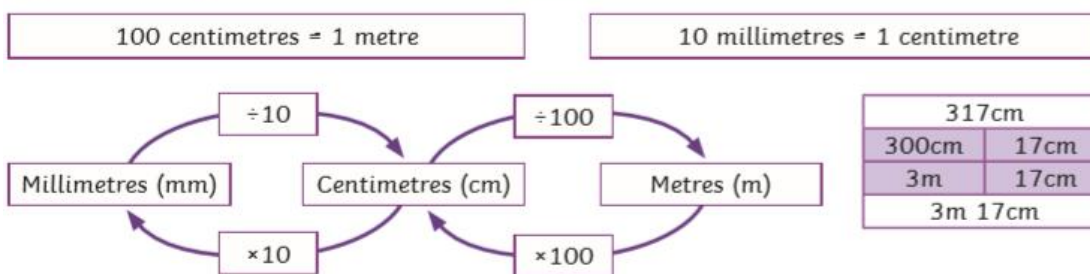 100 centimetres = 1 metre
10 millimetres = 1 centimetre
÷10
÷100
317cm
300cm 17cm
Millimetres (mm)
Centimetres (cm)
Metres (m)
3m 17cm
3m 17cm
×10
×100